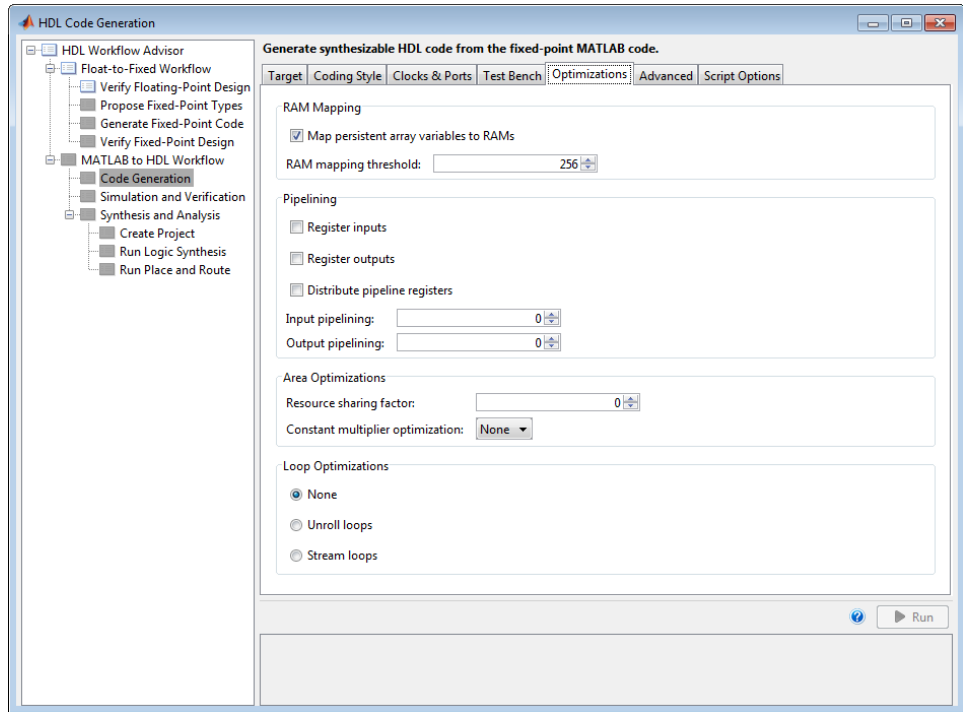 HDL Code Generation
HDL Workflow Advisor
Float-to-Fixed Workflow
Verify Floating-Point Design
Propose Fixed-Point Types
Generate Fixed-Point Code
Verify Fixed-Point Design
MATLAB to HDL Workflow
Code Generation
Simulation and Verification
Synthesis and Analysis
Create Project
Run Logic Synthesis
Run Place and Route
Generate synthesizable HDL code from the fixed-point MATLAB code.
Target Coding Style Clocks & Ports Test Bench Optimizations Advanced Script Options
RAM Mapping
Map persistent array variables to RAMs
RAM mapping threshold: 256
Pipelining
Register inputs
Register outputs
Distribute pipeline registers
Input pipelining: 0
Output pipelining: 0
Area Optimizations
Resource sharing factor: 0
Constant multiplier optimization: None
Loop Optimizations
None
Unroll loops
Stream loops
? Run